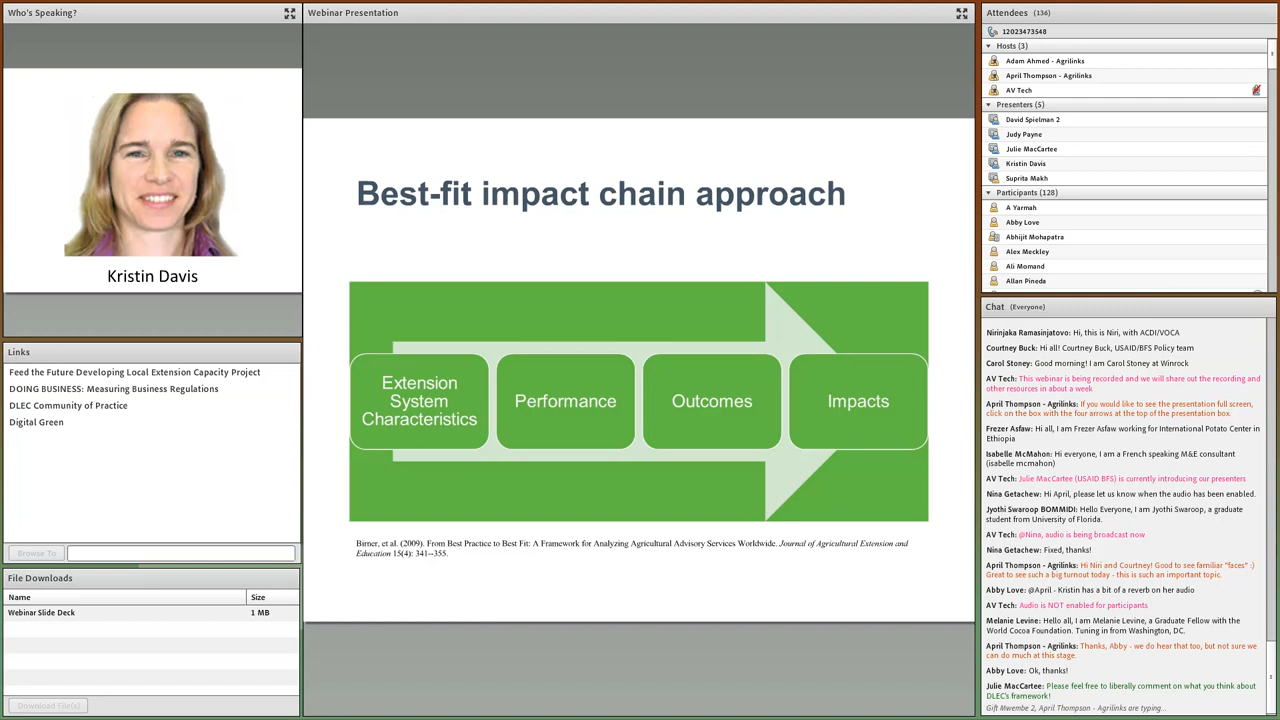 Who's Speaking?
Kristin Davis
Links
Feed the Future Developing Local Extension Capacity Project
DOING BUSINESS: Measuring Business Regulations
DLEC Community of Practice
Digital Green
Browse To
File Downloads
Name Size
Webinar Slide Deck 1 MB
Download File(s)
Webinar Presentation
Best-fit impact chain approach
Extension
System
Characteristics
Performance
Outcomes
Impacts
Birner, et al. (2009). From Best Practice to Best Fit: A Framework for Analyzing Agricultural Advisory Services Worldwide. Journal of Agricultural Extension and
Education 15(4): 341--355.
Attendees (136)
12023473548
Hosts (3)
Adam Ahmed - Agrilinks
April Thompson - Agrilinks
AV Tech
Presenters (5)
David Spielman 2
Judy Payne
Julie MacCartee
Kristin Davis
Suprita Makh
Participants (128)
A Yarmah
Abby Love
Abhijit Mohapatra
Alex Meckley
Ali Momand
Allan Pineda
Chat (Everyone)
Nirinjaka Ramasinjatovo: Hi, this is Niri, with ACDI/VOCA
Courtney Buck: Hi all! Courtney Buck, USAID/BFS Policy team
Carol Stoney: Good morning! I am Carol Stoney at Winrock
AV Tech: This webinar is being recorded and we will share out the recording and
other resources in about a week
April Thompson - Agrilinks: If you would like to see the presentation full screen,
click on the box with the four arrows at the top of the presentation box.
Frezer Asfaw: Hi all, I am Frezer Asfaw working for International Potato Center in
Ethiopia
Isabelle McMahon: Hi everyone, I am a French speaking M&E consultant
(isabelle mcmahon)
AV Tech: Julie MacCartee (USAID BFS) is currently introducing our presenters
Nina Getachew: Hi April, please let us know when the audio has been enabled.
Jyothi Swaroop BOMMIDI: Hello Everyone, I am Jyothi Swaroop, a graduate
student from University of Florida.
AV Tech: @Nina, audio is being broadcast now
Nina Getachew: Fixed, thanks!
April Thompson - Agrilinks: Hi Niri and Courtney! Good to see familiar "faces" :)
Great to see such a big turnout today - this is such an important topic.
Abby Love: @April - Kristin has a bit of a reverb on her audio
AV Tech: Audio is NOT enabled for participants
Melanie Levine: Hello all, I am Melanie Levine, a Graduate Fellow with the
World Cocoa Foundation. Tuning in from Washington, DC.
April Thompson - Agrilinks: Thanks, Abby - we do hear that too, but not sure we
can do much at this stage.
Abby Love: Ok, thanks!
Julie MacCartee: Please feel free to liberally comment on what you think about
DLEC's framework!
Gift Mwembe 2, April Thompson - Agrilinks are typing...